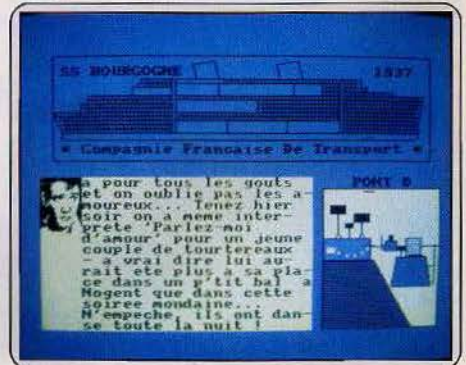 SS BOURGOGNE 1937
* Compagnie Francaise De Transport *
a pour tous les gouts
et on oublie pas les a-
moureux... Tenez hier
soir on a meme inter-
prete 'Parlez-moi
d'amour' pour un jeune
couple de tourtereaux
- a vrai dire lui au-
rait ete plus a sa pla-
ce dans un p'tit bal a
Nogent que dans cette
soiree mondaine...
N'empeche, ils ont dan-
se toute la nuit !
PONT